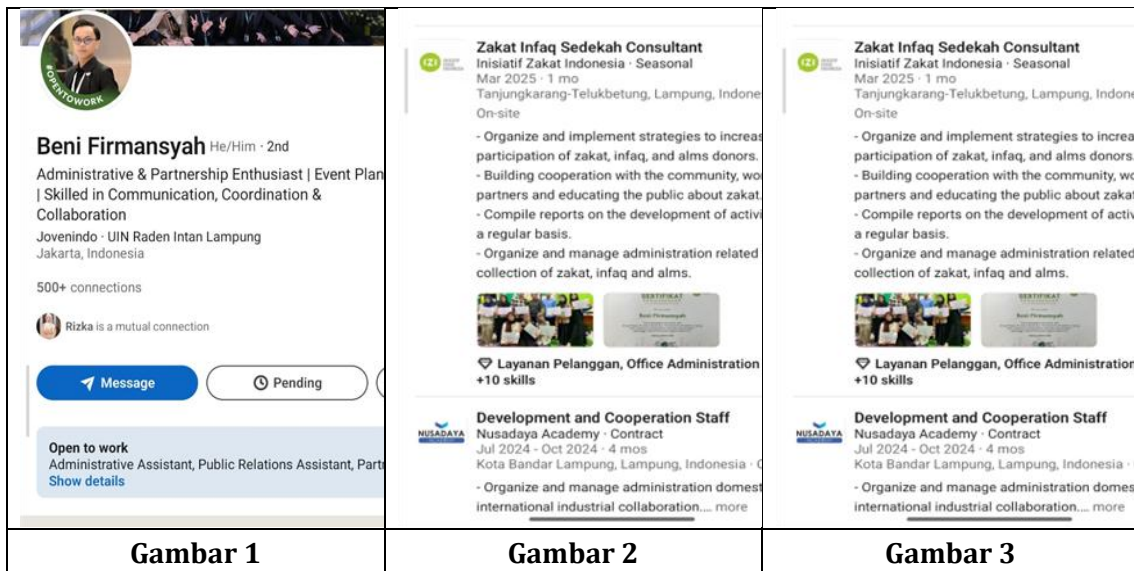 #OPENTOWORK
Beni Firmansyah He/Him · 2nd
Administrative & Partnership Enthusiast | Event Plan
| Skilled in Communication, Coordination &
Collaboration
Jovenindo · UIN Raden Intan Lampung
Jakarta, Indonesia
500+ connections
Rizka is a mutual connection
Message
Pending
Open to work
Administrative Assistant, Public Relations Assistant, Part
Show details
Gambar 1
IZI
Zakat Infaq Sedekah Consultant
Inisiatif Zakat Indonesia · Seasonal
Mar 2025 · 1 mo
Tanjungkarang-Telukbetung, Lampung, Indone
On-site
- Organize and implement strategies to increas
participation of zakat, infaq, and alms donors.
- Building cooperation with the community, wo
partners and educating the public about zakat.
- Compile reports on the development of activi
a regular basis.
- Organize and manage administration related
collection of zakat, infaq and alms.
SERTIFIKAT
Beni Firmansyah
Layanan Pelanggan, Office Administration
+10 skills
NUSADAYA
Development and Cooperation Staff
Nusadaya Academy · Contract
Jul 2024 - Oct 2024 · 4 mos
Kota Bandar Lampung, Lampung, Indonesia ·
- Organize and manage administration domest
international industrial collaboration.... more
Gambar 2
IZI
Zakat Infaq Sedekah Consultant
Inisiatif Zakat Indonesia · Seasonal
Mar 2025 · 1 mo
Tanjungkarang-Telukbetung, Lampung, Indone
On-site
- Organize and implement strategies to increa
participation of zakat, infaq, and alms donors.
- Building cooperation with the community, wo
partners and educating the public about zakat
- Compile reports on the development of activ
a regular basis.
- Organize and manage administration related
collection of zakat, infaq and alms.
SERTIFIKAT
Beni Firmansyah
Layanan Pelanggan, Office Administration
+10 skills
NUSADAYA
Development and Cooperation Staff
Nusadaya Academy · Contract
Jul 2024 - Oct 2024 · 4 mos
Kota Bandar Lampung, Lampung, Indonesia ·
- Organize and manage administration domes
international industrial collaboration.... more
Gambar 3